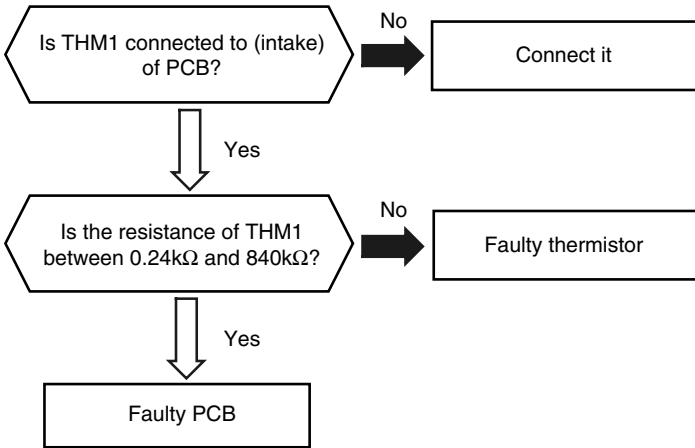 Is THM1 connected to (intake)
of PCB?
No
Connect it
Yes
Is the resistance of THM1
between 0.24kΩ and 840kΩ?
No
Faulty thermistor
Yes
Faulty PCB